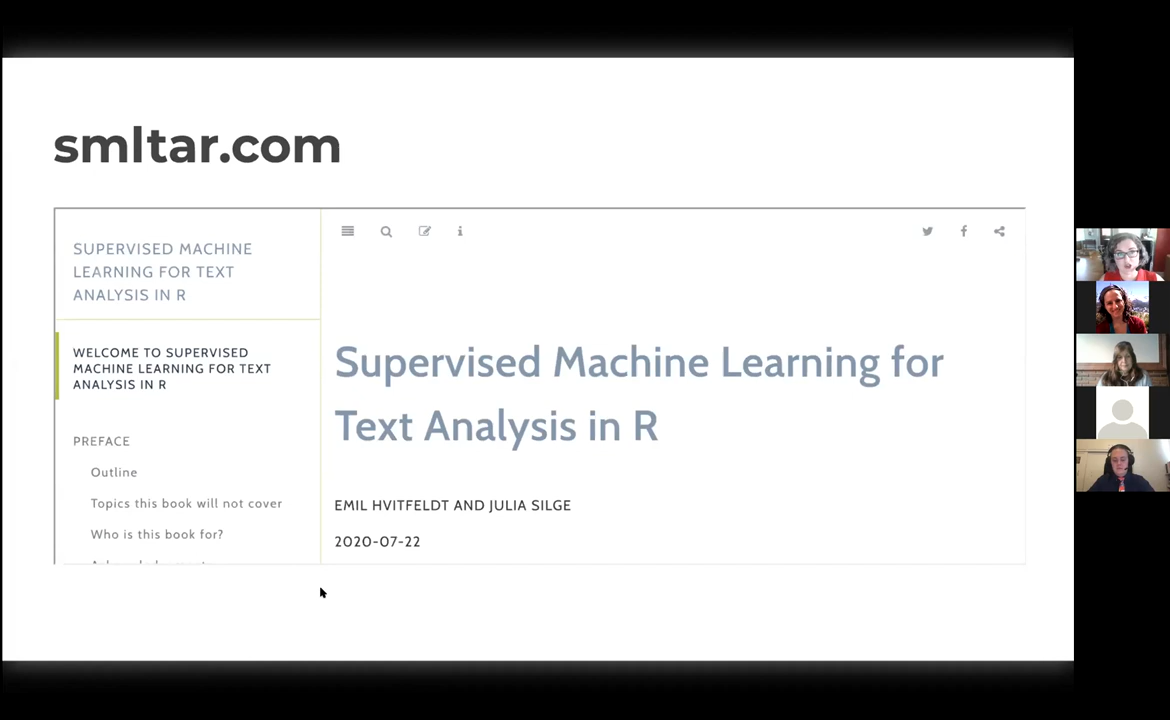 smltar.com
SUPERVISED MACHINE
LEARNING FOR TEXT
ANALYSIS IN R
WELCOME TO SUPERVISED
MACHINE LEARNING FOR TEXT
ANALYSIS IN R
PREFACE
Outline
Topics this book will not cover
Who is this book for?
Supervised Machine Learning for
Text Analysis in R
EMIL HVITFELDT AND JULIA SILGE
2020-07-22